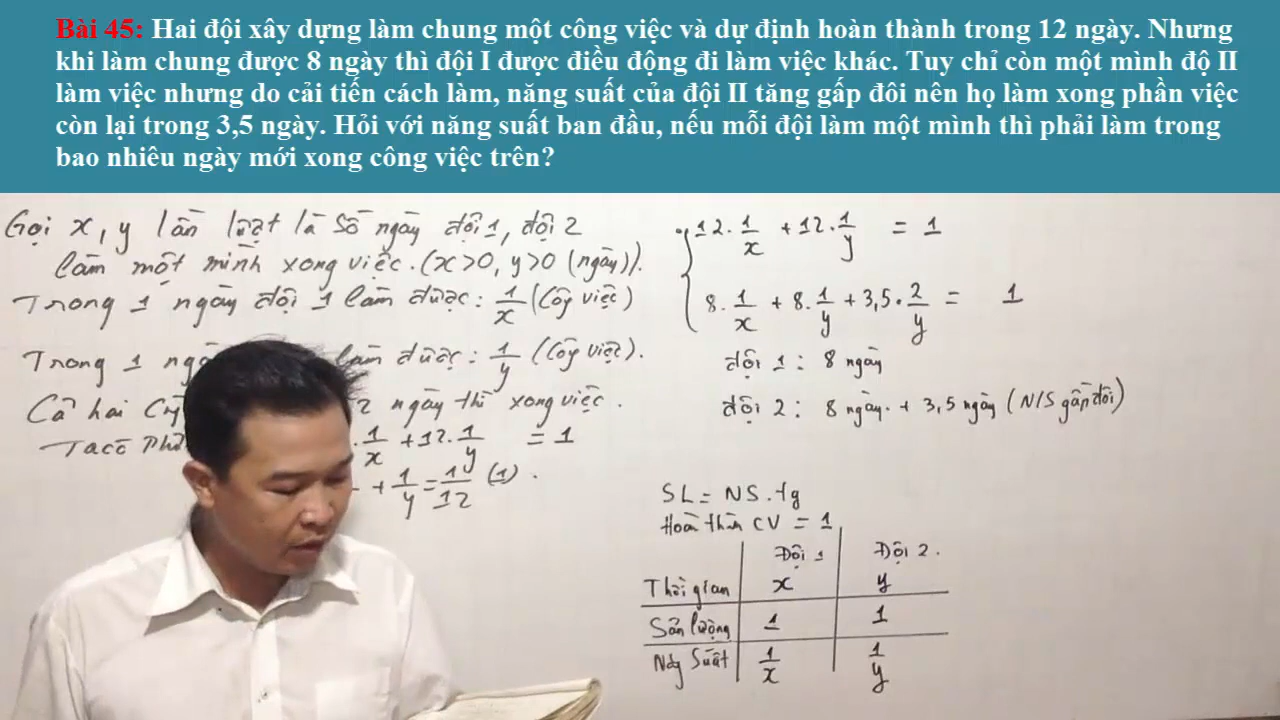 Bài 45: Hai đội xây dựng làm chung một công việc và dự định hoàn thành trong 12 ngày. Nhưng
khi làm chung được 8 ngày thì đội I được điều động đi làm việc khác. Tuy chỉ còn một mình độ II
làm việc nhưng do cải tiến cách làm, năng suất của đội II tăng gấp đôi nên họ làm xong phần việc
còn lại trong 3,5 ngày. Hỏi với năng suất ban đầu, nếu mỗi đội làm một mình thì phải làm trong
bao nhiêu ngày mới xong công việc trên?
Gọi x, y lần lượt là số ngày đội 1, đội 2
làm một mình xong việc. (x>0, y>0 (ngày)).
Trong 1 ngày đội 1 làm được: 1/x (Côg việc)
Trong 1 làm được: 1/y (Côg việc).
Cả hai ngày thì xong việc.
Ta có 1/x + 12. 1/y = 1
+ 1/y = 1/12 (1).
12. 1/x + 12. 1/y = 1
8. 1/x + 8. 1/y + 3,5. 2/y = 1
đội 1: 8 ngày
đội 2: 8 ngày. + 3,5 ngày (N/S gấp đôi)
SL = NS. tg
Hoàn thàn CV = 1
Đội 1 Đội 2.
Thời gian x y
Sản lượng 1 1
Năg Suất 1/x 1/y